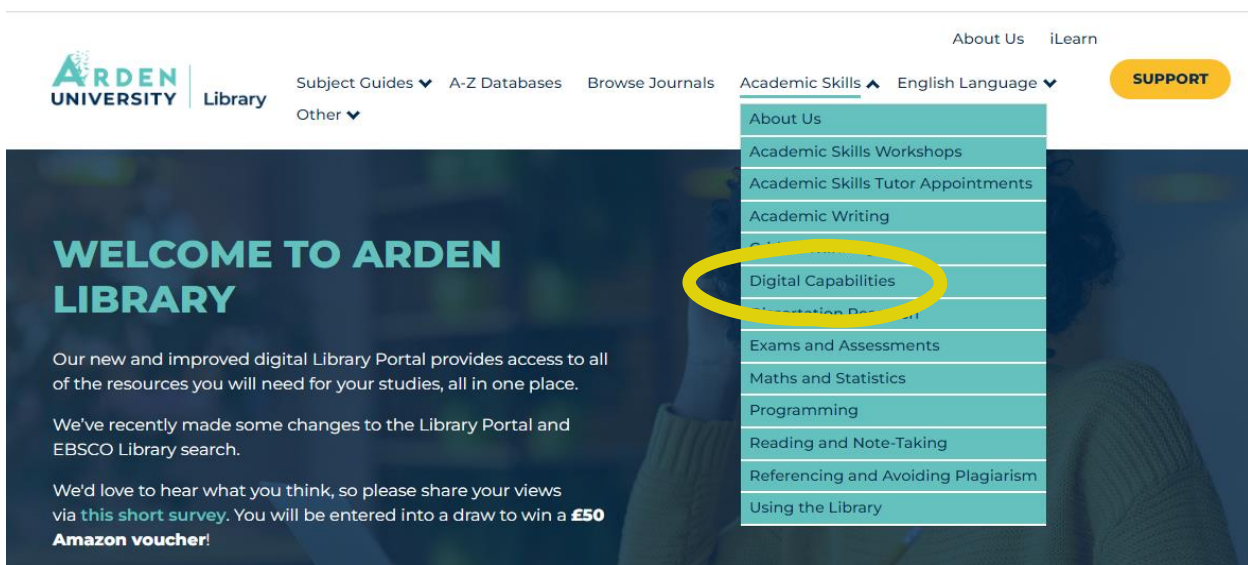 About Us iLearn
ARDEN
UNIVERSITY
Library
Subject Guides A-Z Databases Browse Journals Academic Skills English Language
SUPPORT
Other
About Us
Academic Skills Workshops
Academic Skills Tutor Appointments
Academic Writing
Digital Capabilities
Dissertation Research
Exams and Assessments
Maths and Statistics
Programming
Reading and Note-Taking
Referencing and Avoiding Plagiarism
Using the Library
WELCOME TO ARDEN
LIBRARY
Our new and improved digital Library Portal provides access to all
of the resources you will need for your studies, all in one place.
We've recently made some changes to the Library Portal and
EBSCO Library search.
We'd love to hear what you think, so please share your views
via this short survey. You will be entered into a draw to win a £50
Amazon voucher!